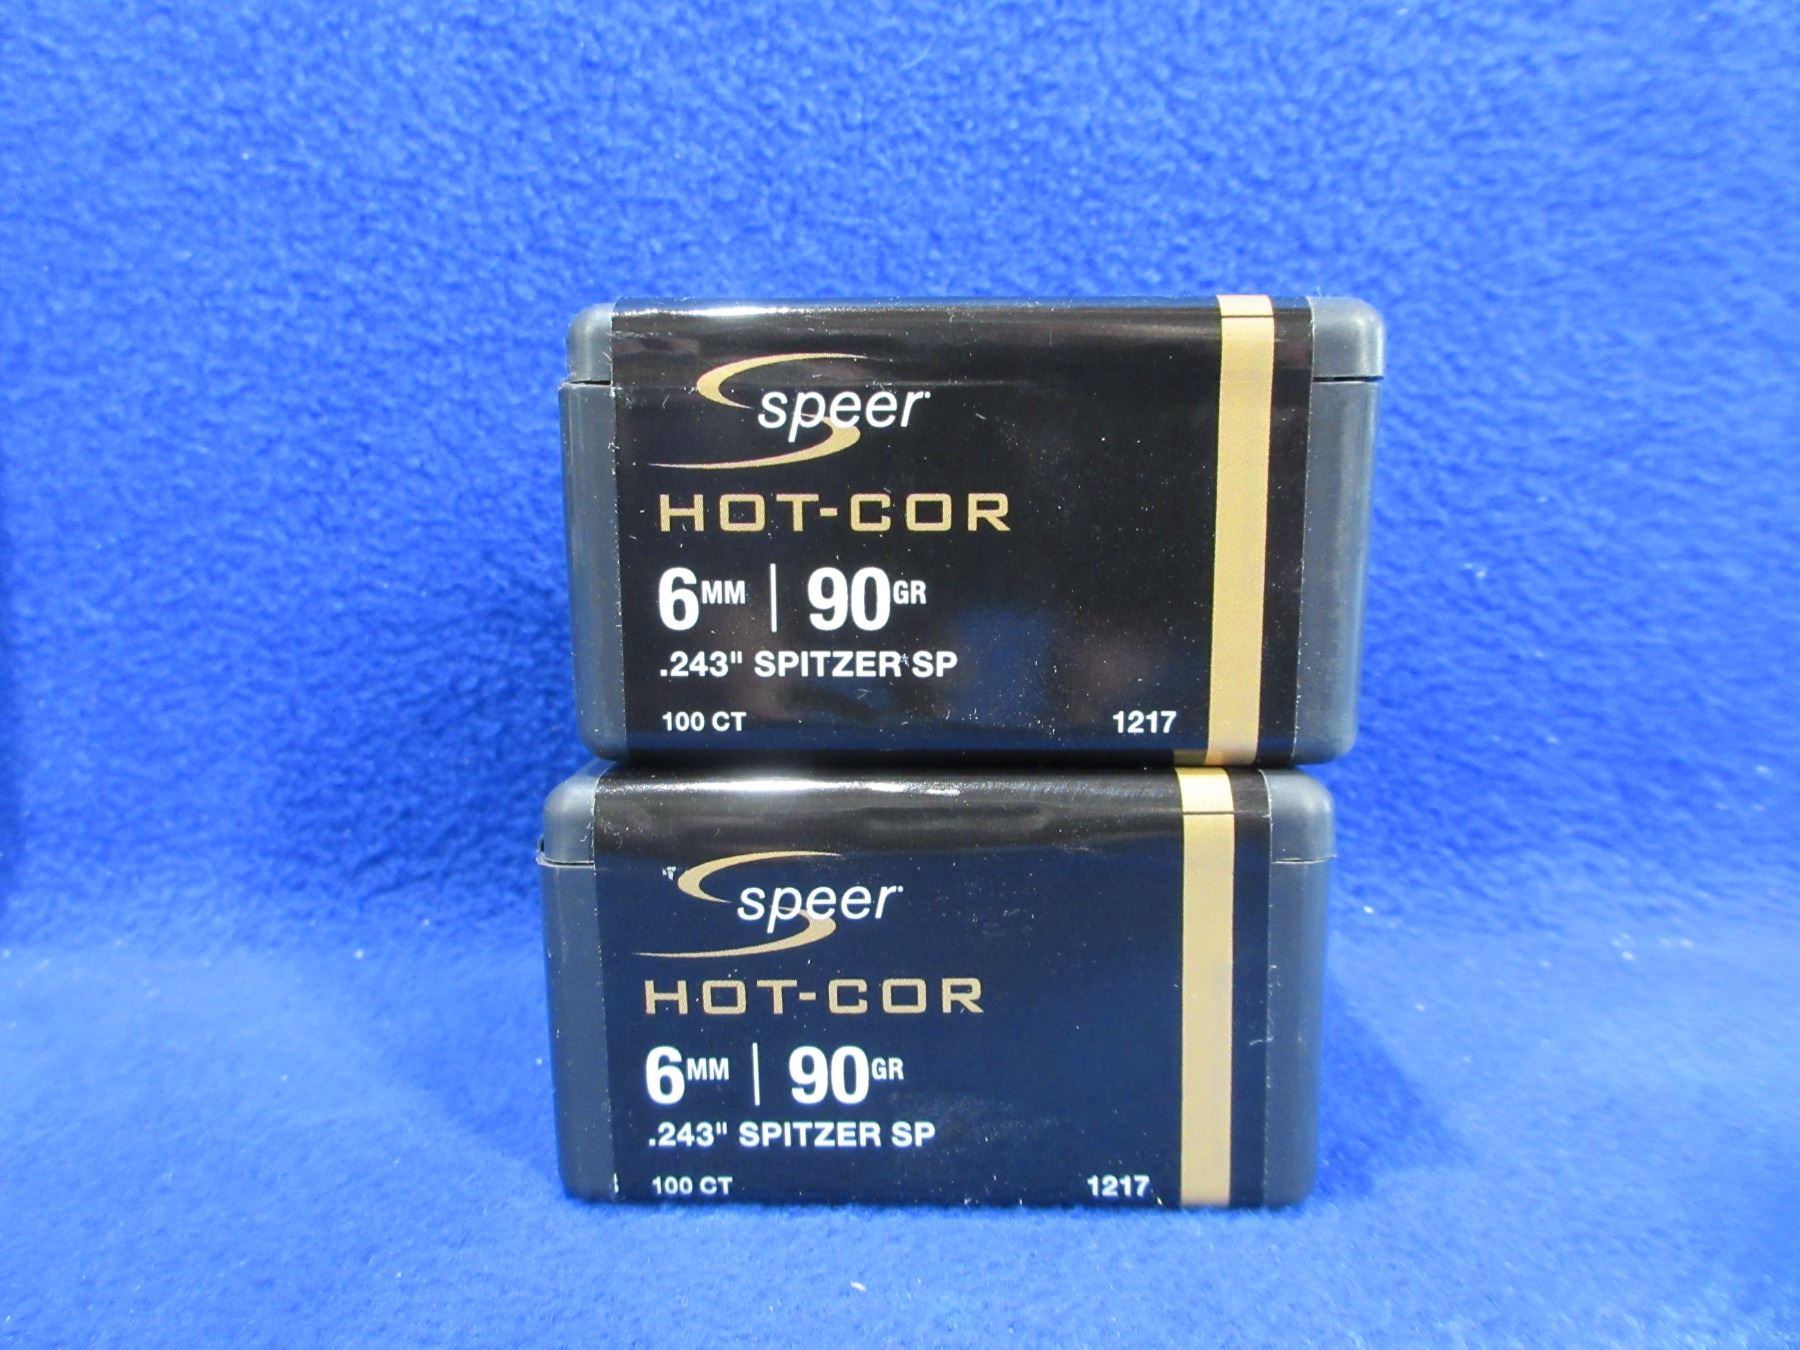 speer
HOT-COR
6MM | 90GR
.243" SPITZER SP
100 CT 1217
speer
HOT-COR
6MM | 90GR
.243" SPITZER SP
100 CT 1217